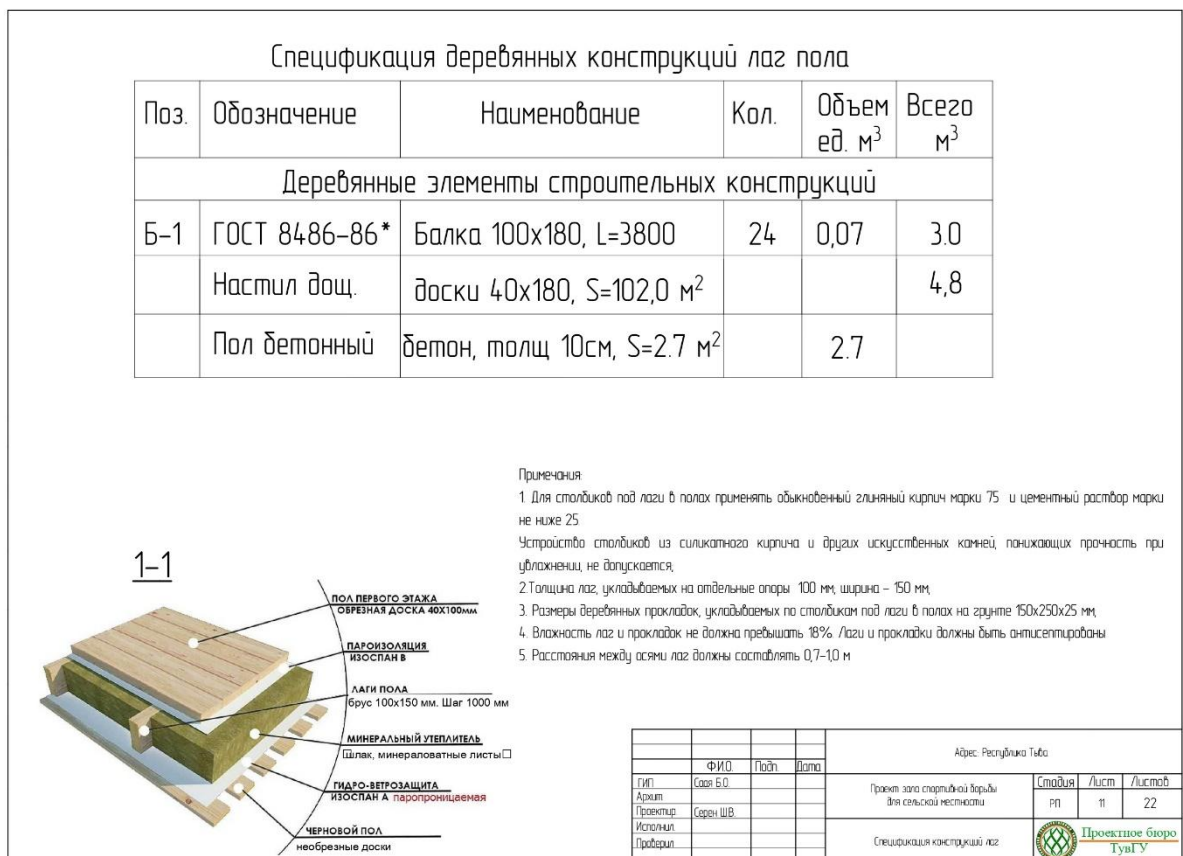 Спецификация деревянных конструкций лаг пола
Поз. Обозначение Наименование Кол. Объем ед. м³ Всего м³
Деревянные элементы строительных конструкций
Б-1 ГОСТ 8486-86* Балка 100х180, L=3800 24 0,07 3.0
Настил дощ. доски 40х180, S=102,0 м² 4,8
Пол бетонный бетон, толщ 10см, S=2.7 м² 2.7
Примечания:
1. Для столбиков под лаги в полах применять обыкновенный глиняный кирпич марки 75 и цементный раствор марки
не ниже 25.
Устройство столбиков из силикатного кирпича и других искусственных камней, понижающих прочность при
увлажнении, не допускается;
2.Толщина лаг, укладываемых на отдельные опоры 100 мм, ширина – 150 мм;
3. Размеры деревянных прокладок, укладываемых по столбикам под лаги в полах на грунте 150х250х25 мм;
4. Влажность лаг и прокладок не должна превышать 18%. Лаги и прокладки должны быть антисептированы
5. Расстояния между осями лаг должны составлять 0,7-1,0 м
1-1
ПОЛ ПЕРВОГО ЭТАЖА
ОБРЕЗНАЯ ДОСКА 40Х100мм
ПАРОИЗОЛЯЦИЯ
ИЗОСПАН В
ЛАГИ ПОЛА
брус 100х150 мм. Шаг 1000 мм
МИНЕРАЛЬНЫЙ УТЕПЛИТЕЛЬ
Шлак, минераловатные листы
ГИДРО-ВЕТРОЗАЩИТА
ИЗОСПАН А паропроницаемая
ЧЕРНОВОЙ ПОЛ
необрезные доски
Адрес: Республика Тыва
Ф.И.О. Подп. Дата
ГИП Саая Б.О.
Архит.
Проектир. Серен Ш.В.
Исполнил.
Проверил
Проект зала спортивной борьбы
для сельской местности
Стадия Лист Листов
РП 11 22
Спецификация конструкций лаг
Проектное бюро
ТувГУ